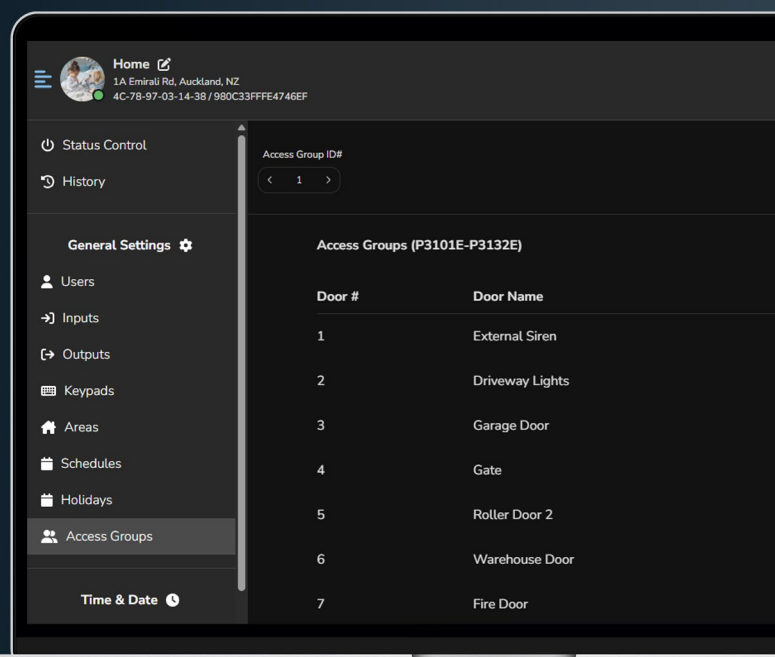 Home
1A Emirali Rd, Auckland, NZ
4C-78-97-03-14-38 / 980C33FFFE4746EF
Status Control
History
General Settings
Users
Inputs
Outputs
Keypads
Areas
Schedules
Holidays
Access Groups
Time & Date
Access Group ID#
1
Access Groups (P3101E-P3132E)
Door # Door Name
1 External Siren
2 Driveway Lights
3 Garage Door
4 Gate
5 Roller Door 2
6 Warehouse Door
7 Fire Door